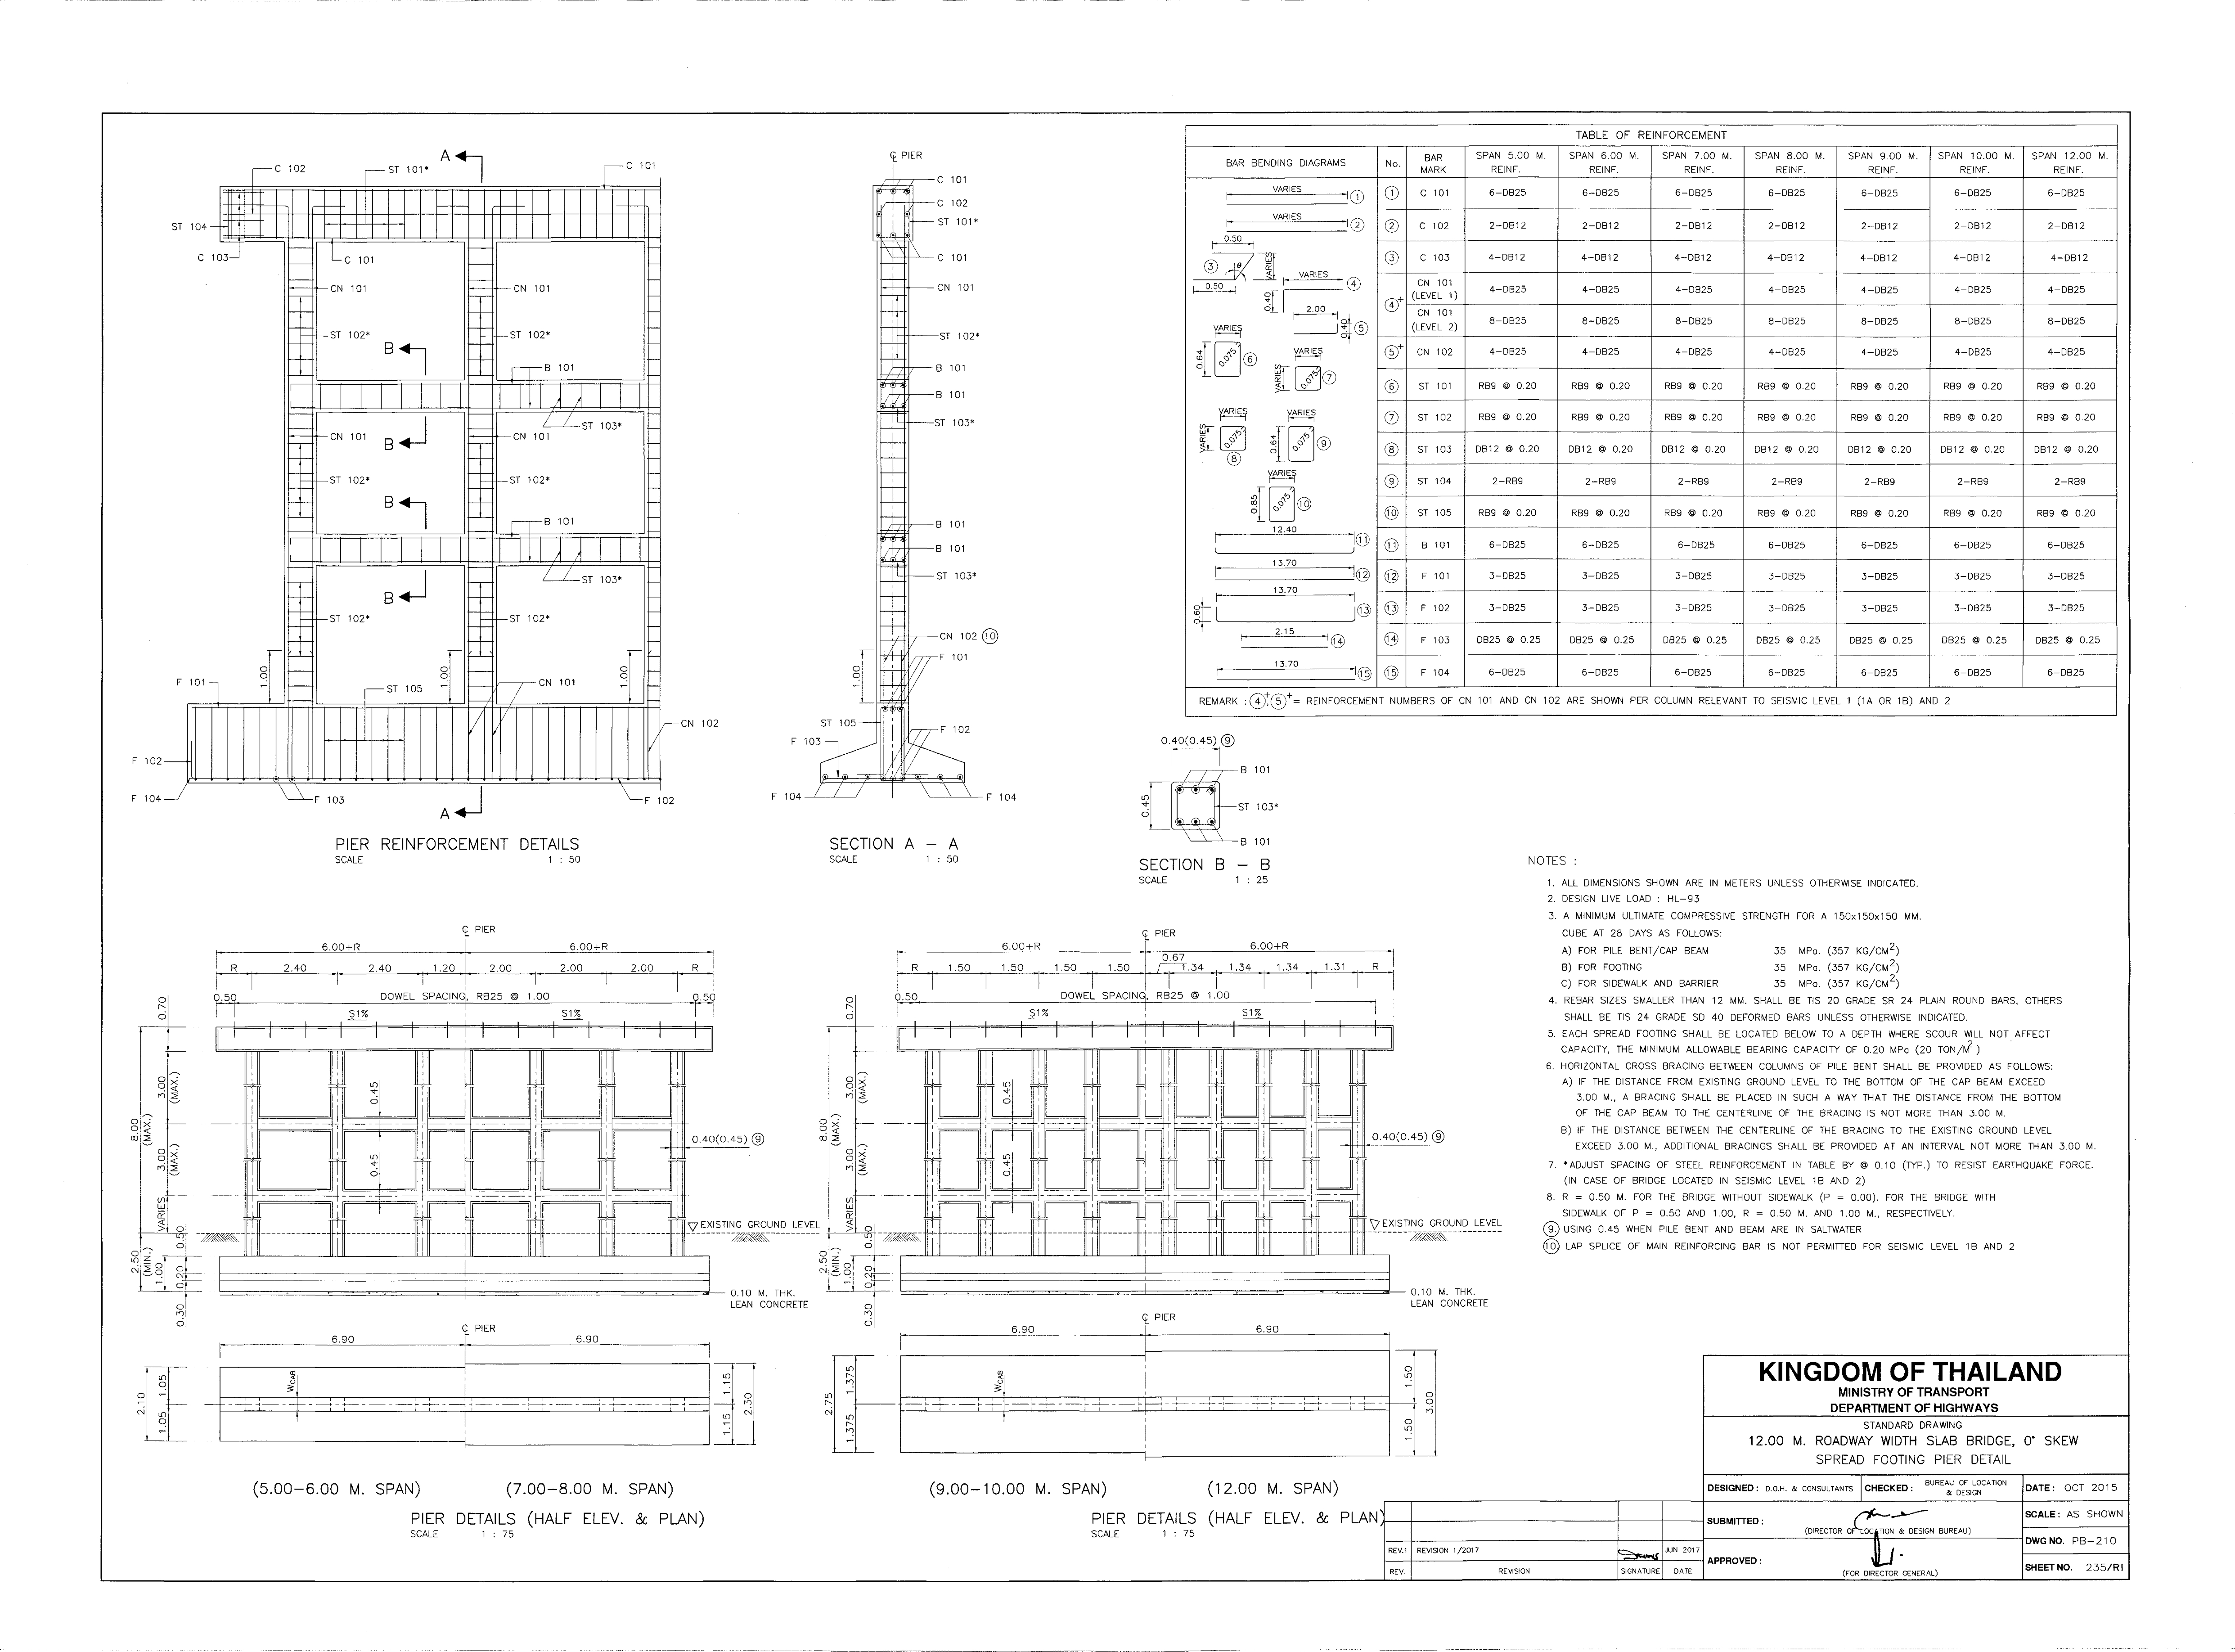 A
C 102
ST 101*
C 101
ST 104
C 103
C 101
CN 101
CN 101
ST 102*
ST 102*
B
B 101
CN 101
CN 101
B
ST 103*
ST 102*
ST 102*
B
B 101
ST 103*
B
ST 102*
ST 102*
1.00
1.00
1.00
F 101
ST 105
CN 101
CN 102
F 102
F 104
F 103
F 102
A
PIER REINFORCEMENT DETAILS
SCALE 1 : 50
℄ PIER
C 101
C 102
ST 101*
C 101
CN 101
ST 102*
B 101
B 101
ST 103*
B 101
B 101
ST 103*
CN 102 ⑩
F 101
1.00
ST 105
F 102
F 103
F 104
F 104
SECTION A – A
SCALE 1 : 50
TABLE OF REINFORCEMENT
BAR BENDING DIAGRAMS No. BAR MARK SPAN 5.00 M. REINF. SPAN 6.00 M. REINF. SPAN 7.00 M. REINF. SPAN 8.00 M. REINF. SPAN 9.00 M. REINF. SPAN 10.00 M. REINF. SPAN 12.00 M. REINF.
VARIES ①
VARIES ②
0.50
③ θ VARIES
0.50
VARIES ④
0.40
2.00
0.40 ⑤
VARIES
0.64 0.075 ⑥
VARIES
VARIES 0.075 ⑦
VARIES
VARIES 0.075
⑧
VARIES
0.64 0.075 ⑨
VARIES
0.85 0.075 ⑩
12.40 ⑪
13.70 ⑫
13.70
0.60 ⑬
2.15 ⑭
13.70 ⑮
① C 101 6–DB25 6–DB25 6–DB25 6–DB25 6–DB25 6–DB25 6–DB25
② C 102 2–DB12 2–DB12 2–DB12 2–DB12 2–DB12 2–DB12 2–DB12
③ C 103 4–DB12 4–DB12 4–DB12 4–DB12 4–DB12 4–DB12 4–DB12
④+ CN 101 (LEVEL 1) 4–DB25 4–DB25 4–DB25 4–DB25 4–DB25 4–DB25 4–DB25
CN 101 (LEVEL 2) 8–DB25 8–DB25 8–DB25 8–DB25 8–DB25 8–DB25 8–DB25
⑤+ CN 102 4–DB25 4–DB25 4–DB25 4–DB25 4–DB25 4–DB25 4–DB25
⑥ ST 101 RB9 @ 0.20 RB9 @ 0.20 RB9 @ 0.20 RB9 @ 0.20 RB9 @ 0.20 RB9 @ 0.20 RB9 @ 0.20
⑦ ST 102 RB9 @ 0.20 RB9 @ 0.20 RB9 @ 0.20 RB9 @ 0.20 RB9 @ 0.20 RB9 @ 0.20 RB9 @ 0.20
⑧ ST 103 DB12 @ 0.20 DB12 @ 0.20 DB12 @ 0.20 DB12 @ 0.20 DB12 @ 0.20 DB12 @ 0.20 DB12 @ 0.20
⑨ ST 104 2–RB9 2–RB9 2–RB9 2–RB9 2–RB9 2–RB9 2–RB9
⑩ ST 105 RB9 @ 0.20 RB9 @ 0.20 RB9 @ 0.20 RB9 @ 0.20 RB9 @ 0.20 RB9 @ 0.20 RB9 @ 0.20
⑪ B 101 6–DB25 6–DB25 6–DB25 6–DB25 6–DB25 6–DB25 6–DB25
⑫ F 101 3–DB25 3–DB25 3–DB25 3–DB25 3–DB25 3–DB25 3–DB25
⑬ F 102 3–DB25 3–DB25 3–DB25 3–DB25 3–DB25 3–DB25 3–DB25
⑭ F 103 DB25 @ 0.25 DB25 @ 0.25 DB25 @ 0.25 DB25 @ 0.25 DB25 @ 0.25 DB25 @ 0.25 DB25 @ 0.25
⑮ F 104 6–DB25 6–DB25 6–DB25 6–DB25 6–DB25 6–DB25 6–DB25
REMARK : ④+, ⑤+ = REINFORCEMENT NUMBERS OF CN 101 AND CN 102 ARE SHOWN PER COLUMN RELEVANT TO SEISMIC LEVEL 1 (1A OR 1B) AND 2
0.40(0.45) ⑨
B 101
0.45
ST 103*
B 101
SECTION B – B
SCALE 1 : 25
NOTES :
1. ALL DIMENSIONS SHOWN ARE IN METERS UNLESS OTHERWISE INDICATED.
2. DESIGN LIVE LOAD : HL–93
3. A MINIMUM ULTIMATE COMPRESSIVE STRENGTH FOR A 150x150x150 MM.
CUBE AT 28 DAYS AS FOLLOWS:
A) FOR PILE BENT/CAP BEAM 35 MPa. (357 KG/CM2)
B) FOR FOOTING 35 MPa. (357 KG/CM2)
C) FOR SIDEWALK AND BARRIER 35 MPa. (357 KG/CM2)
4. REBAR SIZES SMALLER THAN 12 MM. SHALL BE TIS 20 GRADE SR 24 PLAIN ROUND BARS, OTHERS
SHALL BE TIS 24 GRADE SD 40 DEFORMED BARS UNLESS OTHERWISE INDICATED.
5. EACH SPREAD FOOTING SHALL BE LOCATED BELOW TO A DEPTH WHERE SCOUR WILL NOT AFFECT
CAPACITY, THE MINIMUM ALLOWABLE BEARING CAPACITY OF 0.20 MPa (20 TON/M2)
6. HORIZONTAL CROSS BRACING BETWEEN COLUMNS OF PILE BENT SHALL BE PROVIDED AS FOLLOWS:
A) IF THE DISTANCE FROM EXISTING GROUND LEVEL TO THE BOTTOM OF THE CAP BEAM EXCEED
3.00 M., A BRACING SHALL BE PLACED IN SUCH A WAY THAT THE DISTANCE FROM THE BOTTOM
OF THE CAP BEAM TO THE CENTERLINE OF THE BRACING IS NOT MORE THAN 3.00 M.
B) IF THE DISTANCE BETWEEN THE CENTERLINE OF THE BRACING TO THE EXISTING GROUND LEVEL
EXCEED 3.00 M., ADDITIONAL BRACINGS SHALL BE PROVIDED AT AN INTERVAL NOT MORE THAN 3.00 M.
7. *ADJUST SPACING OF STEEL REINFORCEMENT IN TABLE BY @ 0.10 (TYP.) TO RESIST EARTHQUAKE FORCE.
(IN CASE OF BRIDGE LOCATED IN SEISMIC LEVEL 1B AND 2)
8. R = 0.50 M. FOR THE BRIDGE WITHOUT SIDEWALK (P = 0.00). FOR THE BRIDGE WITH
SIDEWALK OF P = 0.50 AND 1.00, R = 0.50 M. AND 1.00 M., RESPECTIVELY.
⑨ USING 0.45 WHEN PILE BENT AND BEAM ARE IN SALTWATER
⑩ LAP SPLICE OF MAIN REINFORCING BAR IS NOT PERMITTED FOR SEISMIC LEVEL 1B AND 2
℄ PIER
6.00+R 6.00+R
R 2.40 2.40 1.20 2.00 2.00 2.00 R
0.50 DOWEL SPACING, RB25 @ 1.00 0.50
S1% S1%
0.70
8.00 (MAX.)
3.00 (MAX.)
3.00 (MAX.)
VARIES
0.45
0.45
0.40(0.45) ⑨
EXISTING GROUND LEVEL
2.50 (MIN.)
0.50
1.00
0.20
0.30
0.10 M. THK.
LEAN CONCRETE
℄ PIER
6.90 6.90
2.10
1.05
1.05
WCAB
1.15
1.15
2.30
(5.00–6.00 M. SPAN) (7.00–8.00 M. SPAN)
PIER DETAILS (HALF ELEV. & PLAN)
SCALE 1 : 75
℄ PIER
6.00+R 6.00+R
0.67
R 1.50 1.50 1.50 1.50 1.34 1.34 1.34 1.31 R
0.50 DOWEL SPACING, RB25 @ 1.00
S1% S1%
0.70
8.00 (MAX.)
3.00 (MAX.)
3.00 (MAX.)
VARIES
0.45
0.45
0.40(0.45) ⑨
EXISTING GROUND LEVEL
2.50 (MIN.)
0.50
1.00
0.20
0.30
0.10 M. THK.
LEAN CONCRETE
℄ PIER
6.90 6.90
2.75
1.375
1.375
WCAB
1.50
1.50
3.00
(9.00–10.00 M. SPAN) (12.00 M. SPAN)
PIER DETAILS (HALF ELEV. & PLAN)
SCALE 1 : 75
REV.1 REVISION 1/2017 JUN 2017
REV. REVISION SIGNATURE DATE
KINGDOM OF THAILAND
MINISTRY OF TRANSPORT
DEPARTMENT OF HIGHWAYS
STANDARD DRAWING
12.00 M. ROADWAY WIDTH SLAB BRIDGE, 0° SKEW
SPREAD FOOTING PIER DETAIL
DESIGNED : D.O.H. & CONSULTANTS CHECKED : BUREAU OF LOCATION & DESIGN DATE : OCT 2015
SUBMITTED :
(DIRECTOR OF LOCATION & DESIGN BUREAU)
SCALE : AS SHOWN
DWG NO. PB–210
APPROVED :
(FOR DIRECTOR GENERAL)
SHEET NO. 235/R1